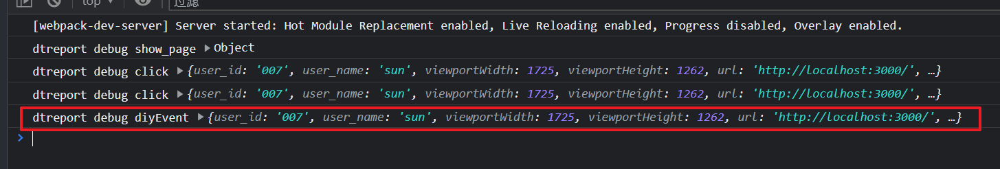 top 过滤
[webpack-dev-server] Server started: Hot Module Replacement enabled, Live Reloading enabled, Progress disabled, Overlay enabled.
dtreport debug show_page ▶Object
dtreport debug click ▶{user_id: '007', user_name: 'sun', viewportWidth: 1725, viewportHeight: 1262, url: 'http://localhost:3000/', …}
dtreport debug click ▶{user_id: '007', user_name: 'sun', viewportWidth: 1725, viewportHeight: 1262, url: 'http://localhost:3000/', …}
dtreport debug diyEvent ▶{user_id: '007', user_name: 'sun', viewportWidth: 1725, viewportHeight: 1262, url: 'http://localhost:3000/', …}